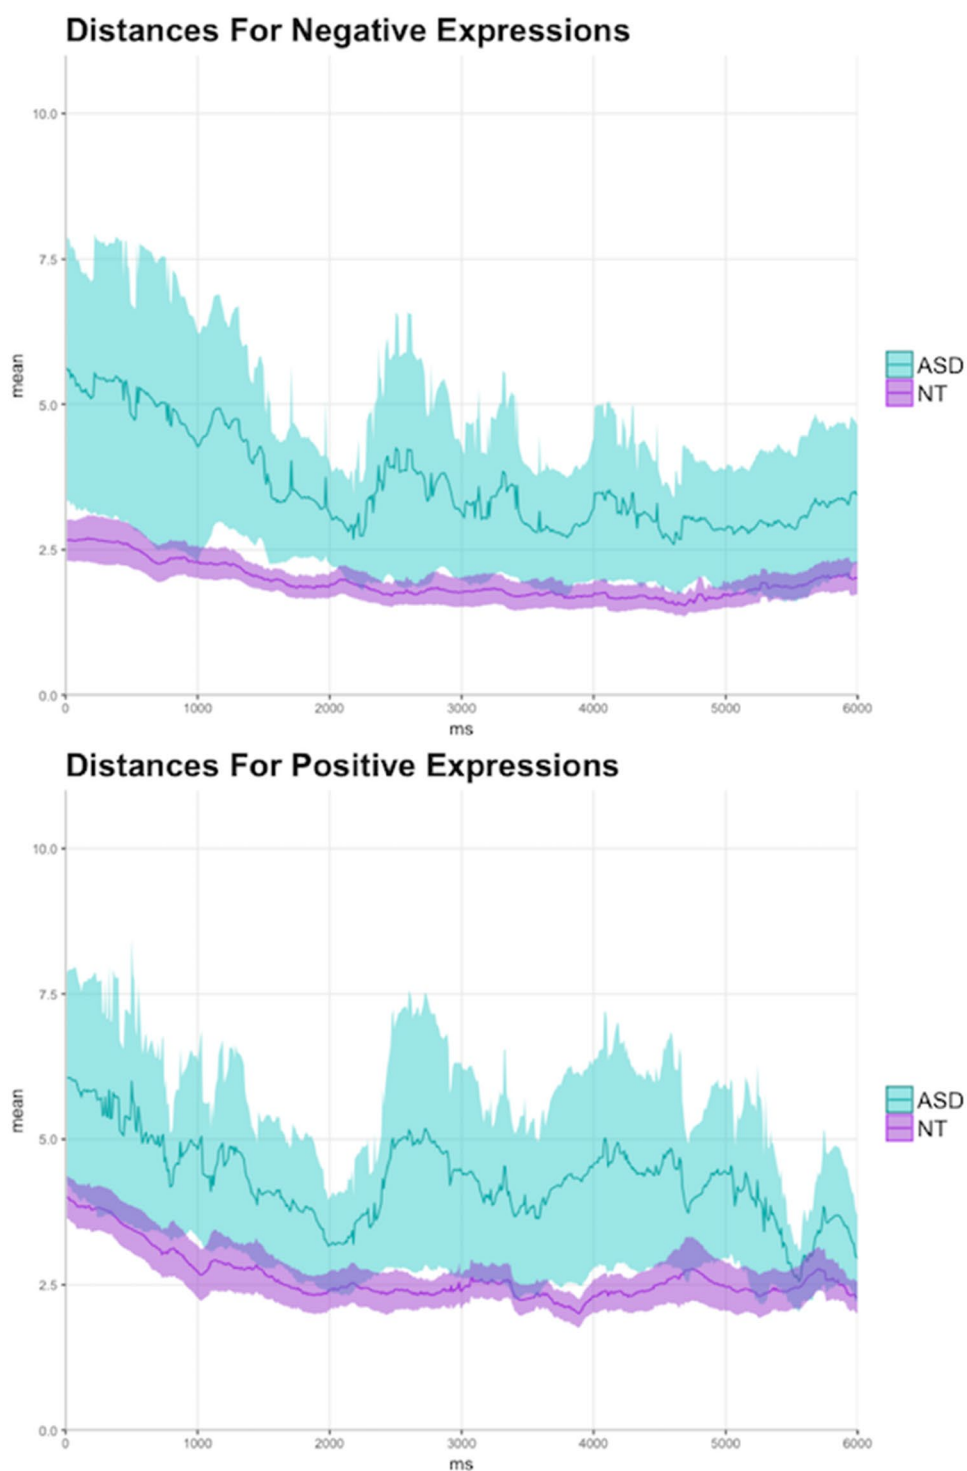 Distances For Negative Expressions
10.0
7.5
5.0
2.5
0.0
mean
0 1000 2000 3000 4000 5000 6000
ms
ASD
NT
Distances For Positive Expressions
10.0
7.5
5.0
2.5
0.0
mean
0 1000 2000 3000 4000 5000 6000
ms
ASD
NT